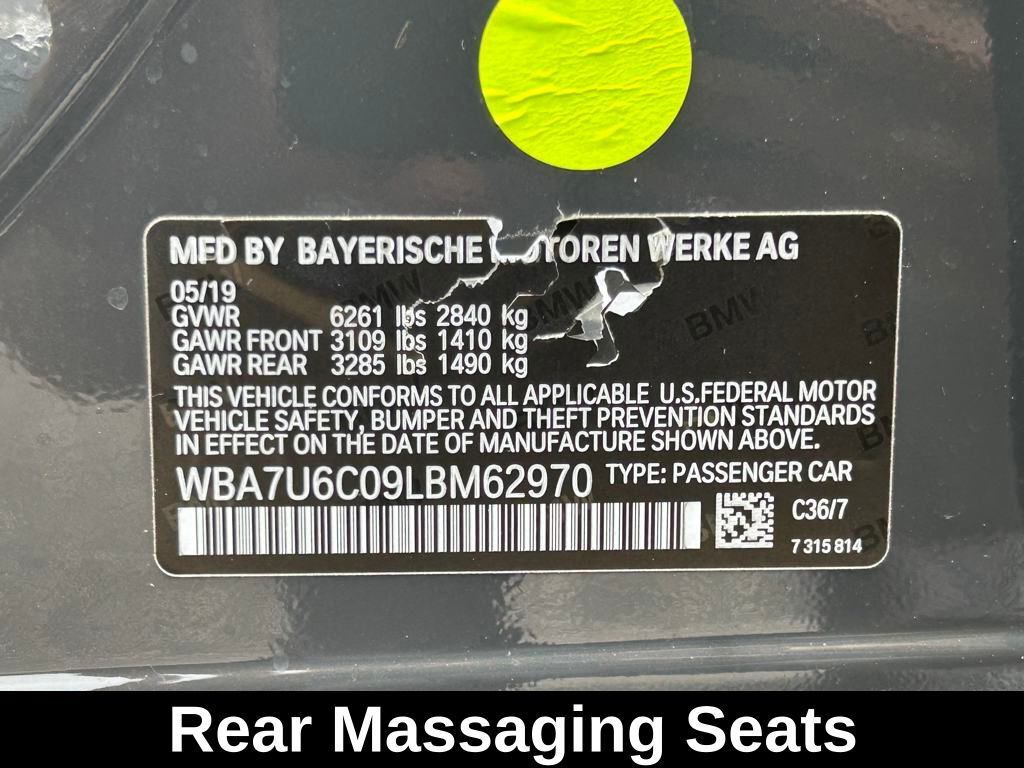 MFD BY BAYERISCHE MOTOREN WERKE AG
05/19
GVWR 6261 lbs 2840 kg
GAWR FRONT 3109 lbs 1410 kg
GAWR REAR 3285 lbs 1490 kg
THIS VEHICLE CONFORMS TO ALL APPLICABLE U.S.FEDERAL MOTOR
VEHICLE SAFETY, BUMPER AND THEFT PREVENTION STANDARDS
IN EFFECT ON THE DATE OF MANUFACTURE SHOWN ABOVE.
WBA7U6C09LBM62970 TYPE: PASSENGER CAR
C36/7
7 315 814
Rear Massaging Seats